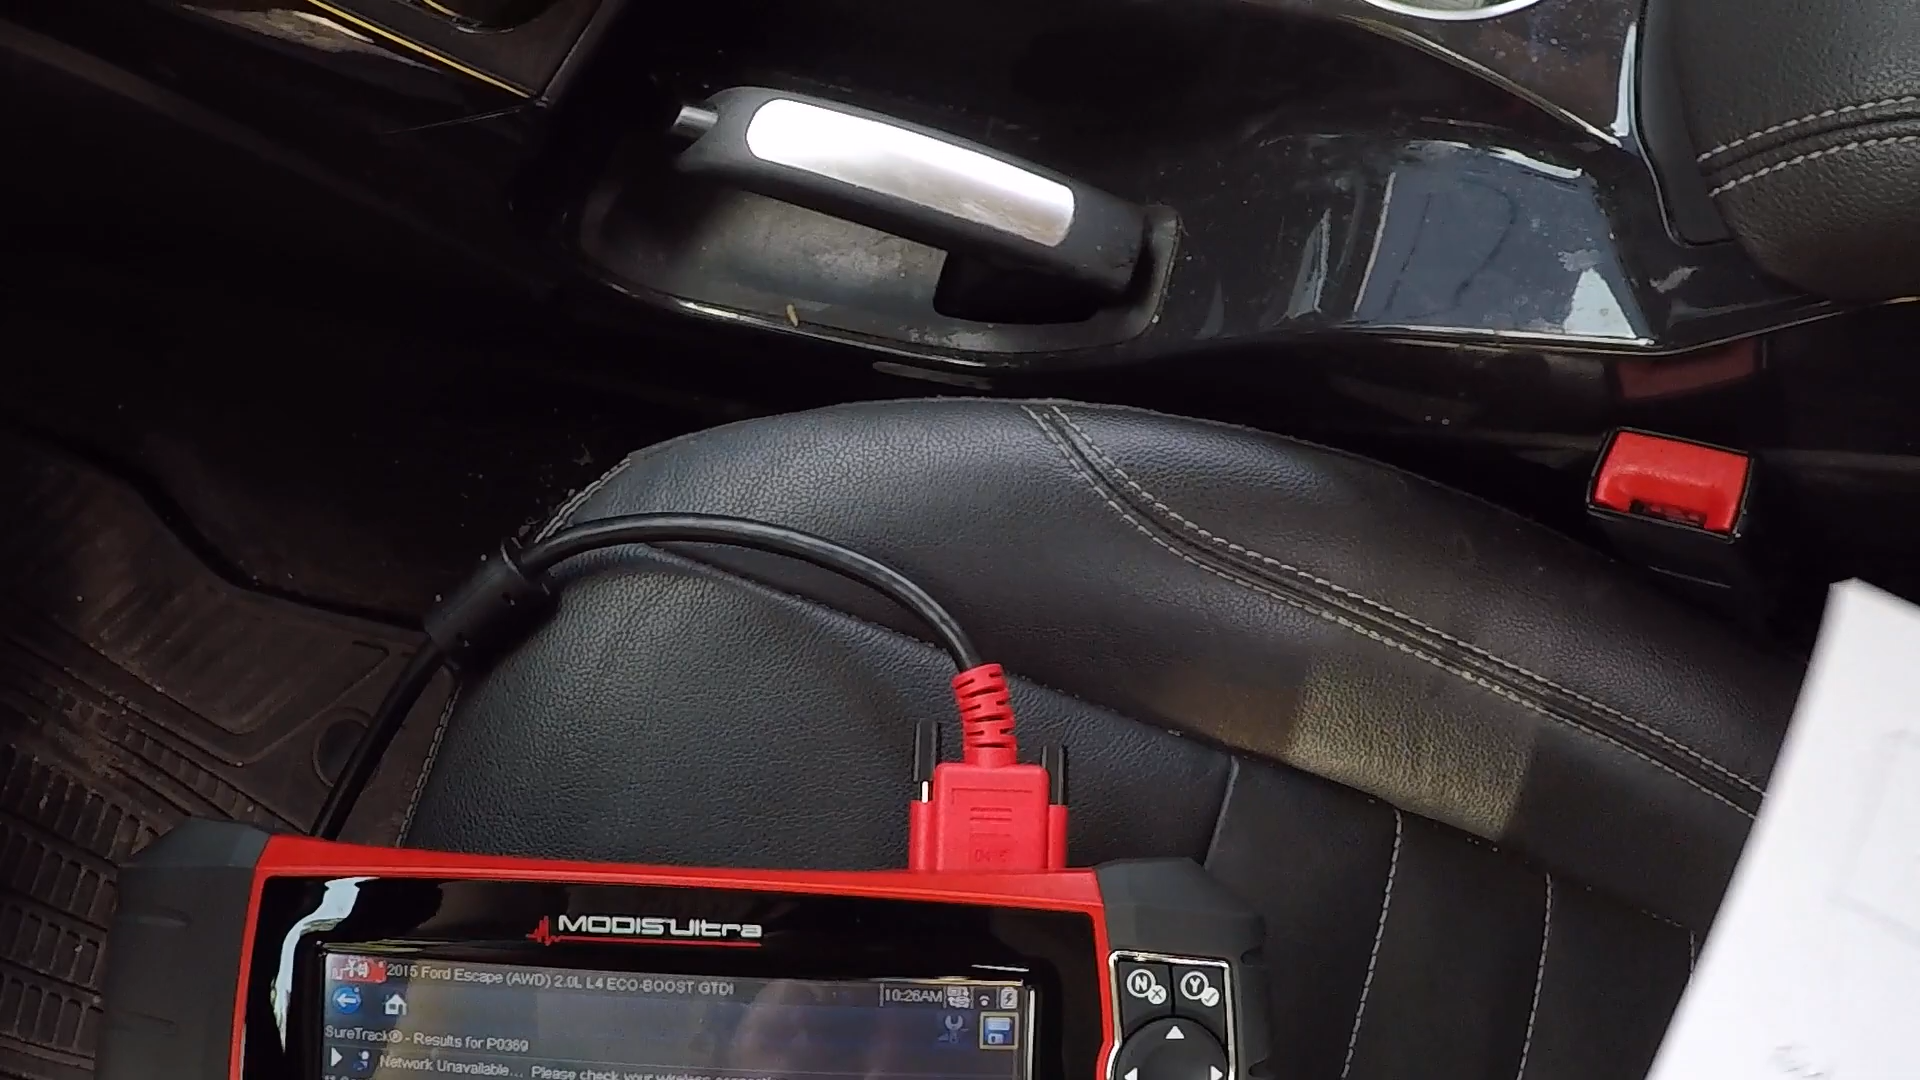 MODIS Ultra
2015 Ford Escape (AWD) 2.0L L4 ECO-BOOST GTDI
10:26AM
N Y
SureTrack® - Results for P0369
Network Unavailable... Please check your wireless